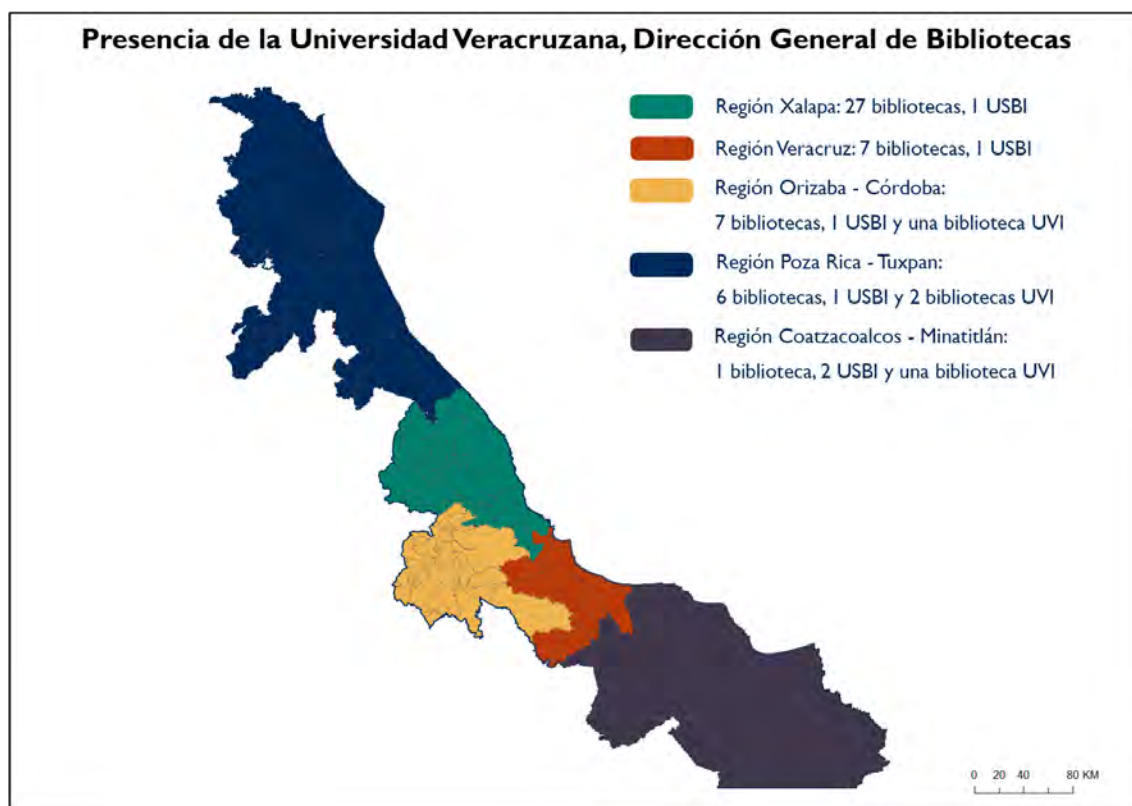 Presencia de la Universidad Veracruzana, Dirección General de Bibliotecas
Región Xalapa: 27 bibliotecas, 1 USBI
Región Veracruz: 7 bibliotecas, 1 USBI
Región Orizaba - Córdoba:
7 bibliotecas, 1 USBI y una biblioteca UVI
Región Poza Rica - Tuxpan:
6 bibliotecas, 1 USBI y 2 bibliotecas UVI
Región Coatzacoalcos - Minatitlán:
1 biblioteca, 2 USBI y una biblioteca UVI
0 20 40 80 KM